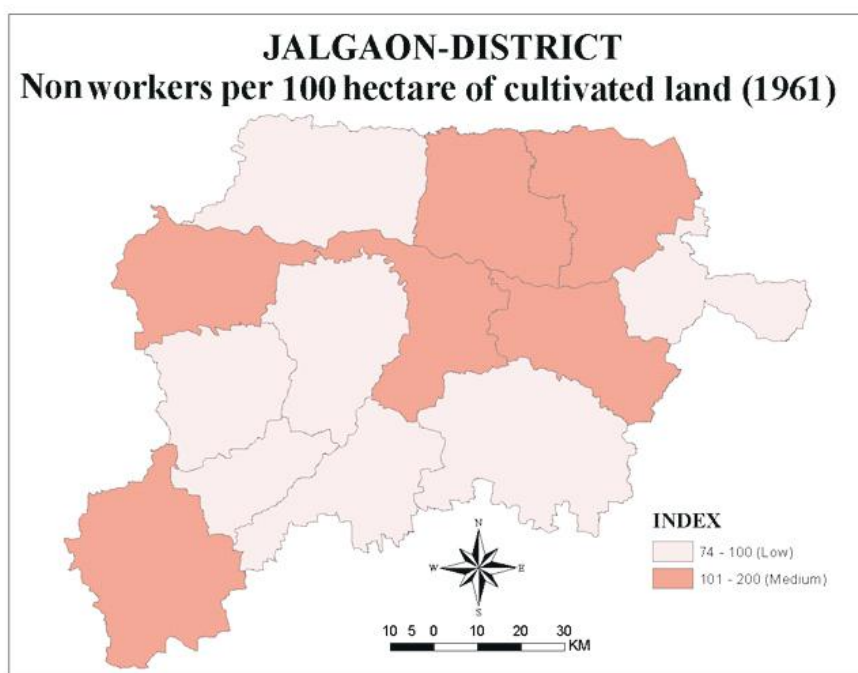 JALGAON-DISTRICT
Non workers per 100 hectare of cultivated land (1961)
INDEX
74 - 100 (Low)
101 - 200 (Medium)
N
W E
S
10 5 0 10 20 30
KM